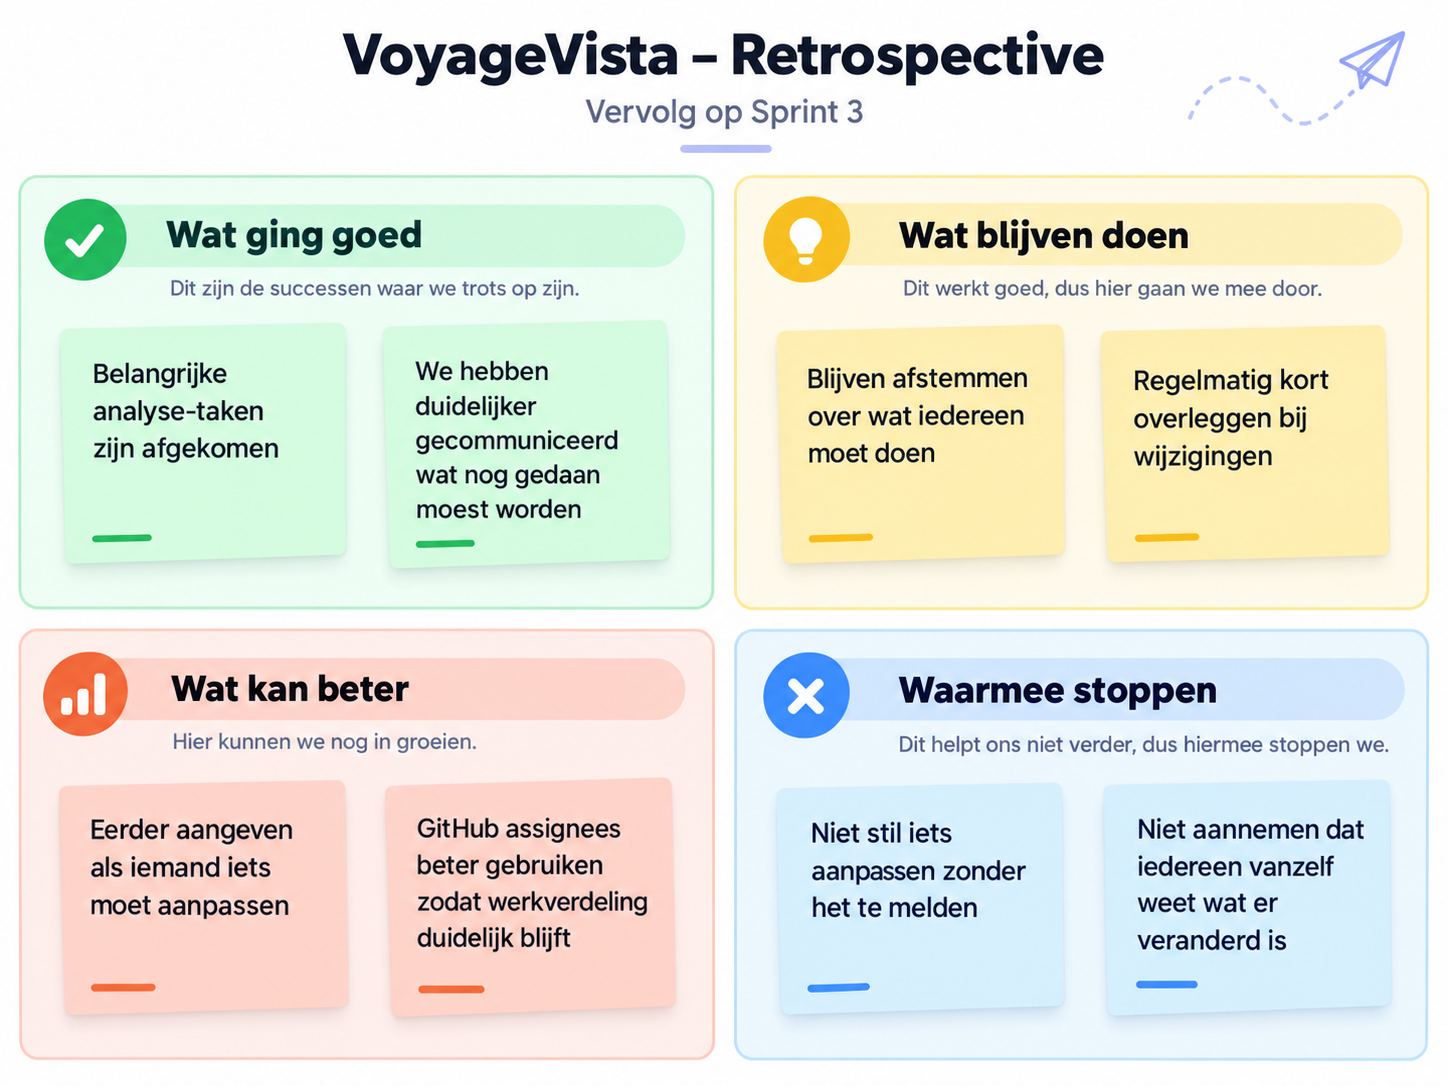 VoyageVista – Retrospective
Vervolg op Sprint 3
Wat ging goed
Dit zijn de successen waar we trots op zijn.
Belangrijke
analyse-taken
zijn afgekomen
We hebben
duidelijker
gecommuniceerd
wat nog gedaan
moest worden
Wat blijven doen
Dit werkt goed, dus hier gaan we mee door.
Blijven afstemmen
over wat iedereen
moet doen
Regelmatig kort
overleggen bij
wijzigingen
Wat kan beter
Hier kunnen we nog in groeien.
Eerder aangeven
als iemand iets
moet aanpassen
GitHub assignees
beter gebruiken
zodat werkverdeling
duidelijk blijft
Waarmee stoppen
Dit helpt ons niet verder, dus hiermee stoppen we.
Niet stil iets
aanpassen zonder
het te melden
Niet aannemen dat
iedereen vanzelf
weet wat er
veranderd is